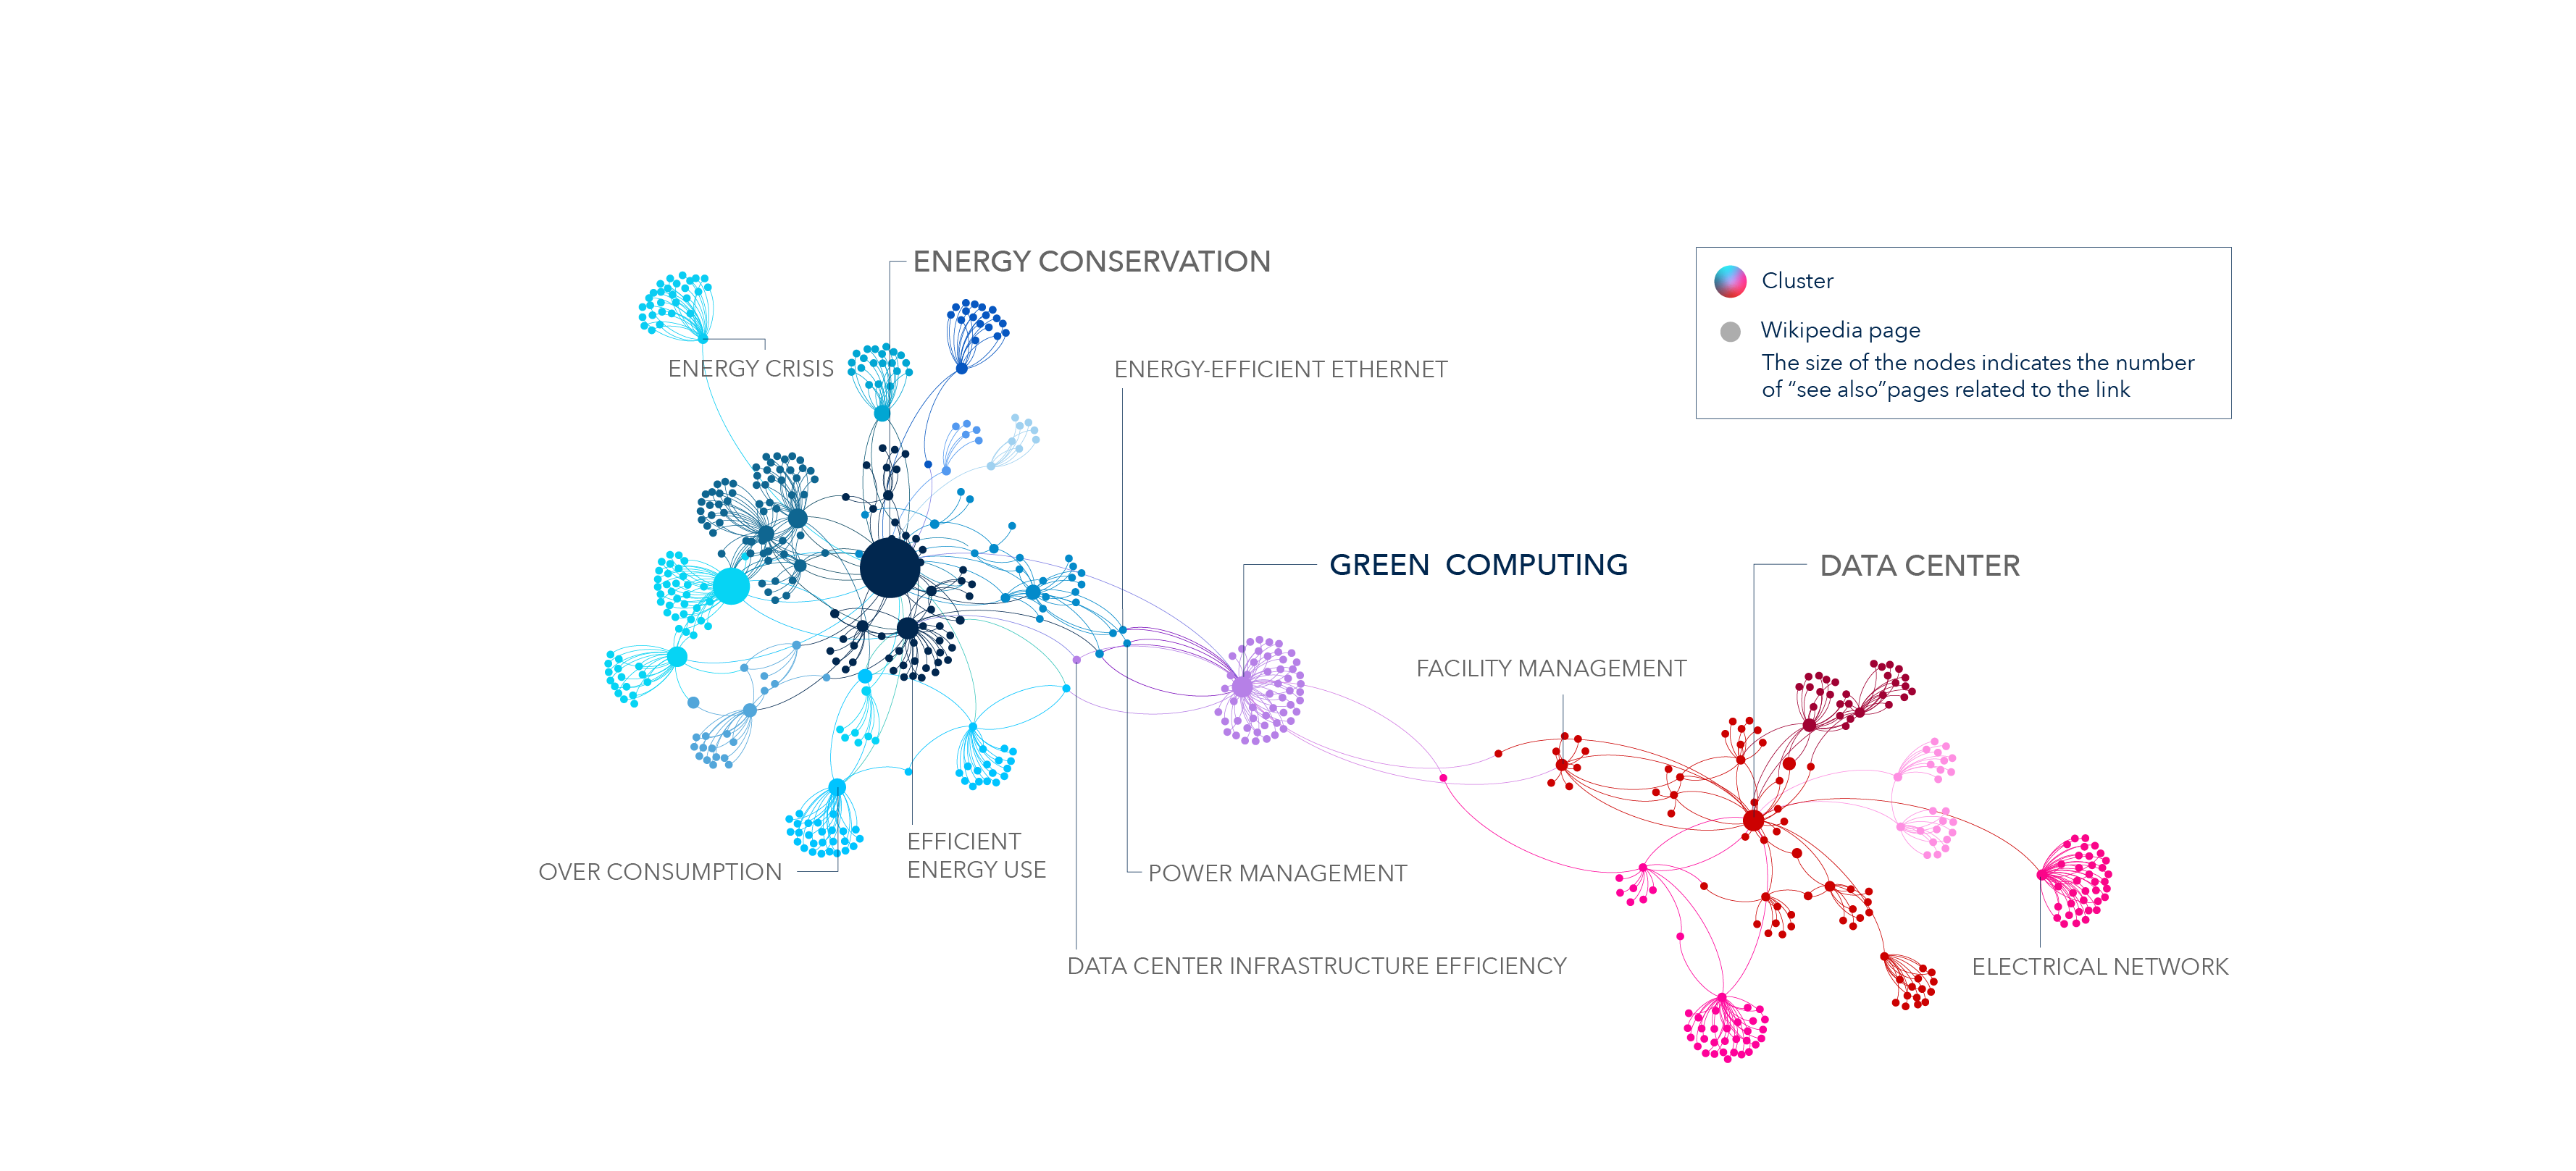 ENERGY CONSERVATION
Cluster
Wikipedia page
The size of the nodes indicates the number
of “see also”pages related to the link
ENERGY CRISIS
ENERGY-EFFICIENT ETHERNET
GREEN COMPUTING
DATA CENTER
FACILITY MANAGEMENT
EFFICIENT
ENERGY USE
OVER CONSUMPTION
POWER MANAGEMENT
DATA CENTER INFRASTRUCTURE EFFICIENCY
ELECTRICAL NETWORK